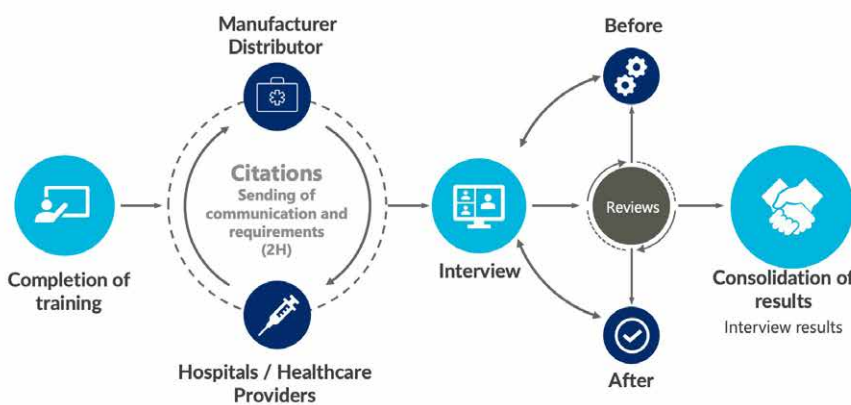 Manufacturer
Distributor
Before
Citations
Sending of
communication and
requirements
(2H)
Reviews
Completion of
training
Interview
Consolidation of
results
Interview results
Hospitals / Healthcare
Providers
After